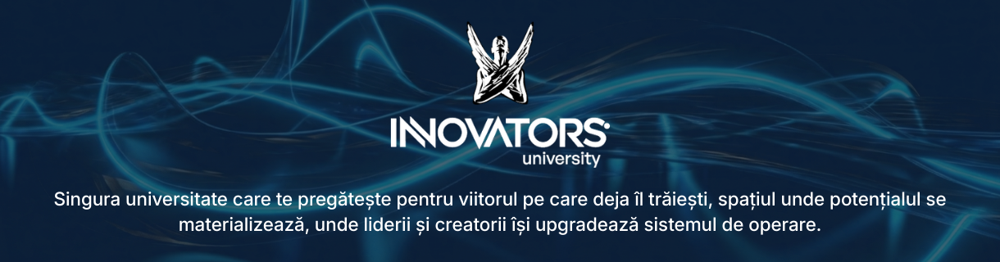 INNOVATORS
university
Singura universitate care te pregătește pentru viitorul pe care deja îl trăiești, spațiul unde potențialul se
materializează, unde liderii și creatorii își upgradează sistemul de operare.